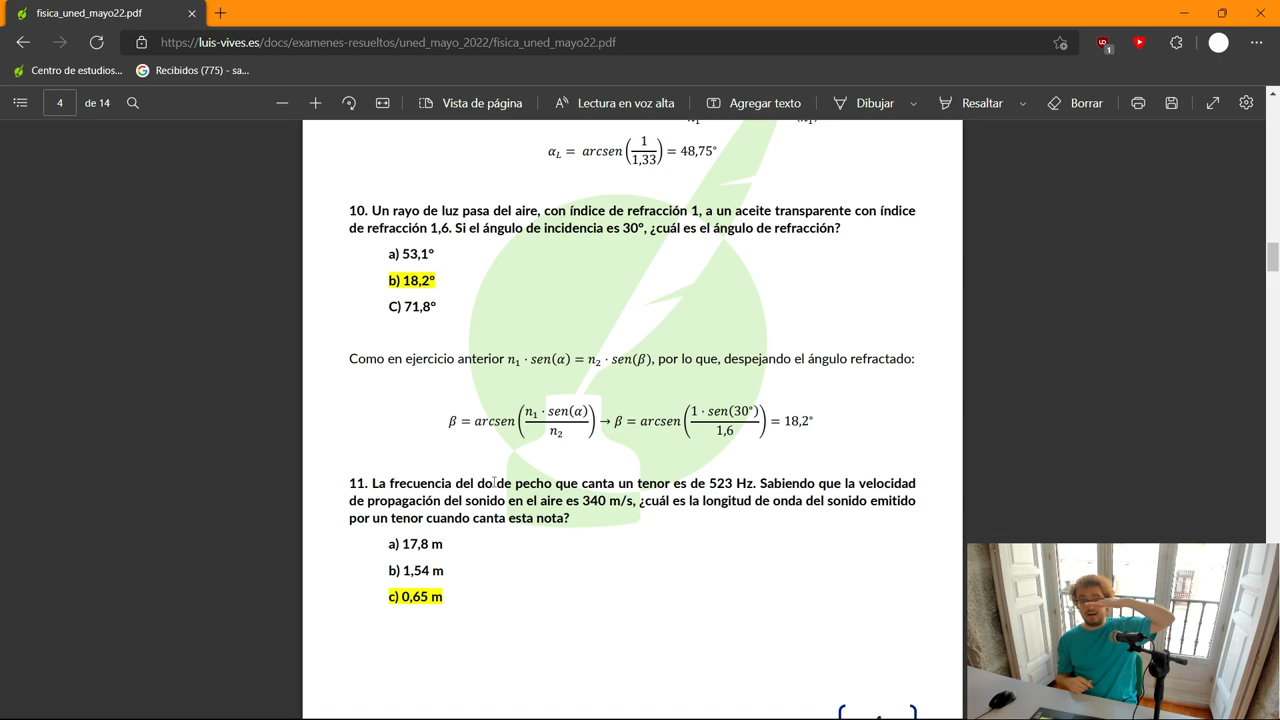 fisica_uned_mayo22.pdf
https://luis-vives.es/docs/examenes-resueltos/uned_mayo_2022/fisica_uned_mayo22.pdf
1
Centro de estudios... Recibidos (775) - sa...
4 de 14 Vista de página Lectura en voz alta Agregar texto Dibujar Resaltar Borrar
α_L = arcsen(1/1,33) = 48,75°
10. Un rayo de luz pasa del aire, con índice de refracción 1, a un aceite transparente con índice
de refracción 1,6. Si el ángulo de incidencia es 30º, ¿cuál es el ángulo de refracción?
a) 53,1º
b) 18,2º
C) 71,8º
Como en ejercicio anterior n₁ · sen(α) = n₂ · sen(β), por lo que, despejando el ángulo refractado:
β = arcsen(n₁ · sen(α)/n₂) → β = arcsen(1 · sen(30°)/1,6) = 18,2°
11. La frecuencia del do de pecho que canta un tenor es de 523 Hz. Sabiendo que la velocidad
de propagación del sonido en el aire es 340 m/s, ¿cuál es la longitud de onda del sonido emitido
por un tenor cuando canta esta nota?
a) 17,8 m
b) 1,54 m
c) 0,65 m